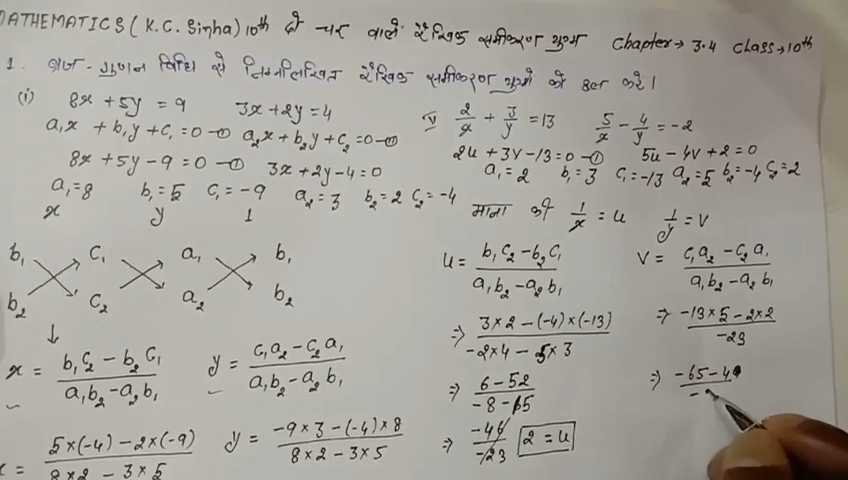 MATHEMATICS (K.C. Sinha) 10th दो चर वाले रैखिक समीकरण युग्म Chapter → 3.4 Class → 10th
1. ब्रज-गुणन विधि से निम्नलिखित रैखिक समीकरण युग्मों को हल करें।
(i) 8x + 5y = 9 3x + 2y = 4
a₁x + b₁y + c₁ = 0 -① a₂x + b₂y + c₂ = 0 -⑪
8x + 5y - 9 = 0 -① 3x + 2y - 4 = 0
a₁ = 8 b₁ = 5 c₁ = -9 a₂ = 3 b₂ = 2 c₂ = -4
x y 1
b₁ c₁ a₁ b₁
b₂ c₂ a₂ b₂
↓
x = (b₁c₂ - b₂c₁)/(a₁b₂ - a₂b₁) y = (c₁a₂ - c₂a₁)/(a₁b₂ - a₂b₁)
x = (5×(-4) - 2×(-9))/(8×2 - 3×5) y = (-9×3 - (-4)×8)/(8×2 - 3×5)
v 2/x + 3/y = 13 5/x - 4/y = -2
2u + 3v - 13 = 0 -① 5u - 4v + 2 = 0
a₁ = 2 b₁ = 3 c₁ = -13 a₂ = 5 b₂ = -4 c₂ = 2
माना की 1/x = u 1/y = v
u = (b₁c₂ - b₂c₁)/(a₁b₂ - a₂b₁) v = (c₁a₂ - c₂a₁)/(a₁b₂ - a₂b₁)
⇒ (3×2 - (-4)×(-13))/(-2×4 - 5×3) ⇒ (-13×5 - 2×2)/-23
⇒ (6 - 52)/(-8 - 15) ⇒ (-65 - 4)/-
⇒ -46/-23 2 = u